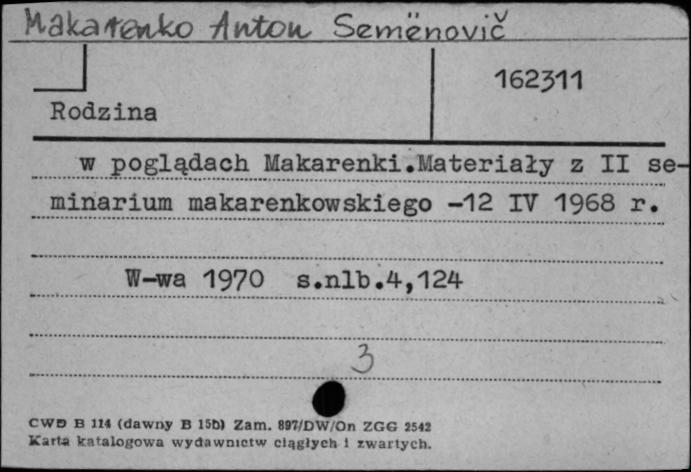 Makarenko Anton Semënovič
162311
Rodzina
w poglądach Makarenki.Materiały z II se-
minarium makarenkowskiego -12 IV 1968 r.
W-wa 1970 s.nlb.4,124
3
CWD B 114 (dawny B 15b) Zam. 897/DW/On ZGG 2542
Karta katalogowa wydawnictw ciągłych i zwartych.